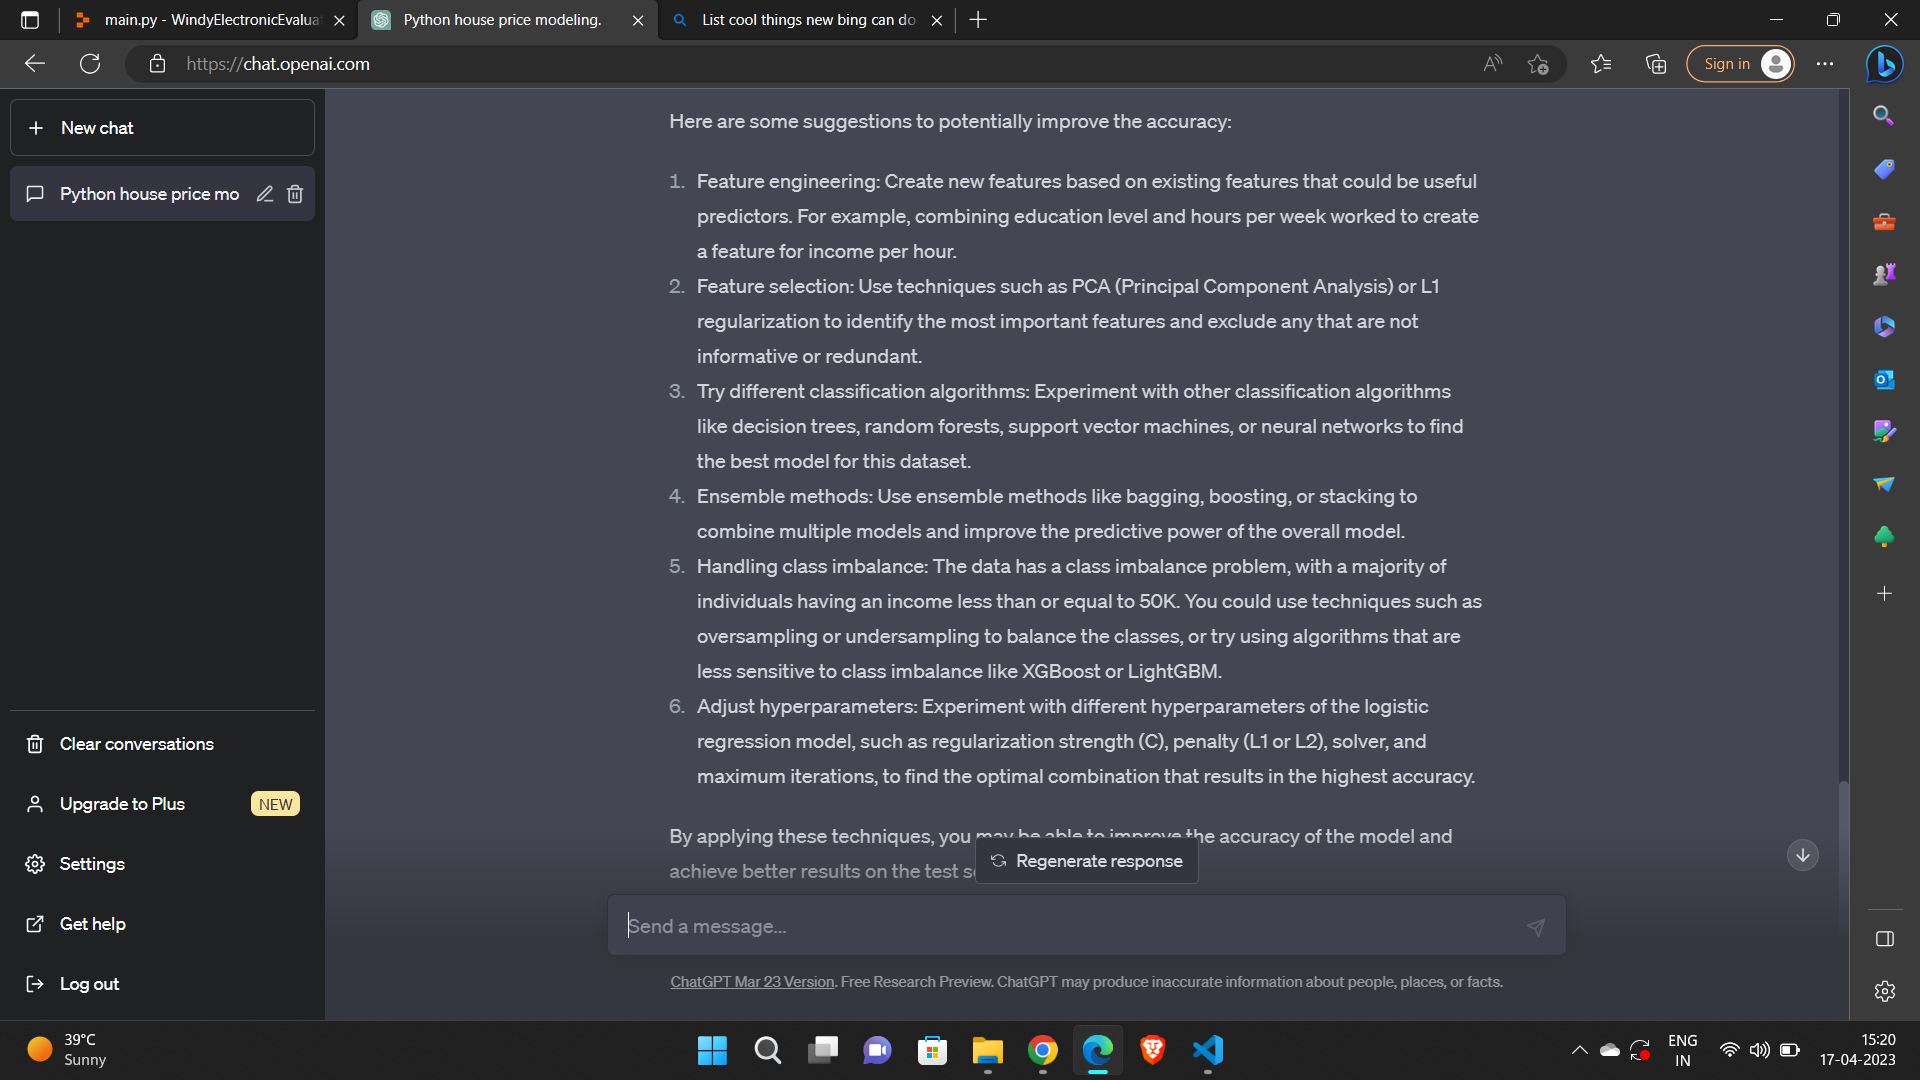 main.py - WindyElectronicEvalua
Python house price modeling.
List cool things new bing can do
https://chat.openai.com
Sign in
New chat
Python house price mo
Here are some suggestions to potentially improve the accuracy:
1. Feature engineering: Create new features based on existing features that could be useful
predictors. For example, combining education level and hours per week worked to create
a feature for income per hour.
2. Feature selection: Use techniques such as PCA (Principal Component Analysis) or L1
regularization to identify the most important features and exclude any that are not
informative or redundant.
3. Try different classification algorithms: Experiment with other classification algorithms
like decision trees, random forests, support vector machines, or neural networks to find
the best model for this dataset.
4. Ensemble methods: Use ensemble methods like bagging, boosting, or stacking to
combine multiple models and improve the predictive power of the overall model.
5. Handling class imbalance: The data has a class imbalance problem, with a majority of
individuals having an income less than or equal to 50K. You could use techniques such as
oversampling or undersampling to balance the classes, or try using algorithms that are
less sensitive to class imbalance like XGBoost or LightGBM.
6. Adjust hyperparameters: Experiment with different hyperparameters of the logistic
regression model, such as regularization strength (C), penalty (L1 or L2), solver, and
maximum iterations, to find the optimal combination that results in the highest accuracy.
By applying these techniques, you may be able to improve the accuracy of the model and
achieve better results on the test s
Regenerate response
Send a message...
ChatGPT Mar 23 Version. Free Research Preview. ChatGPT may produce inaccurate information about people, places, or facts.
Clear conversations
Upgrade to Plus NEW
Settings
Get help
Log out
39°C
Sunny
ENG
IN
15:20
17-04-2023